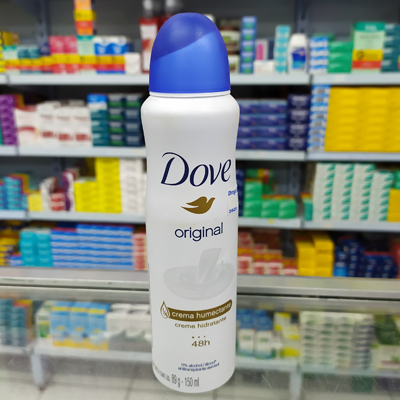 Dove
original
crema humectante
creme hidratante
48h
89 g - 150 ml